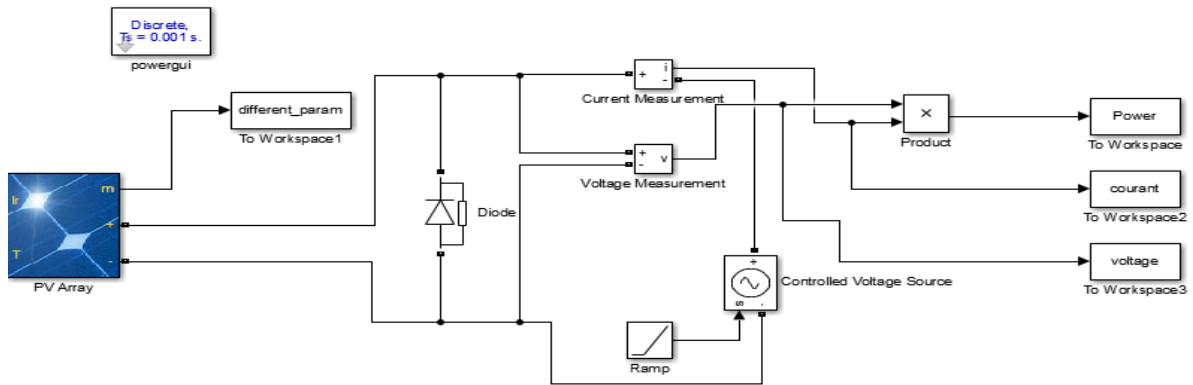 Discrete,
Ts = 0.001 s.
powergui
different_param
To Workspace1
Ir
T
m
+
-
PV Array
Diode
+
i
-
Current Measurement
+
-
v
Voltage Measurement
×
Product
Power
To Workspace
courant
To Workspace2
voltage
To Workspace3
+
s
-
Controlled Voltage Source
Ramp